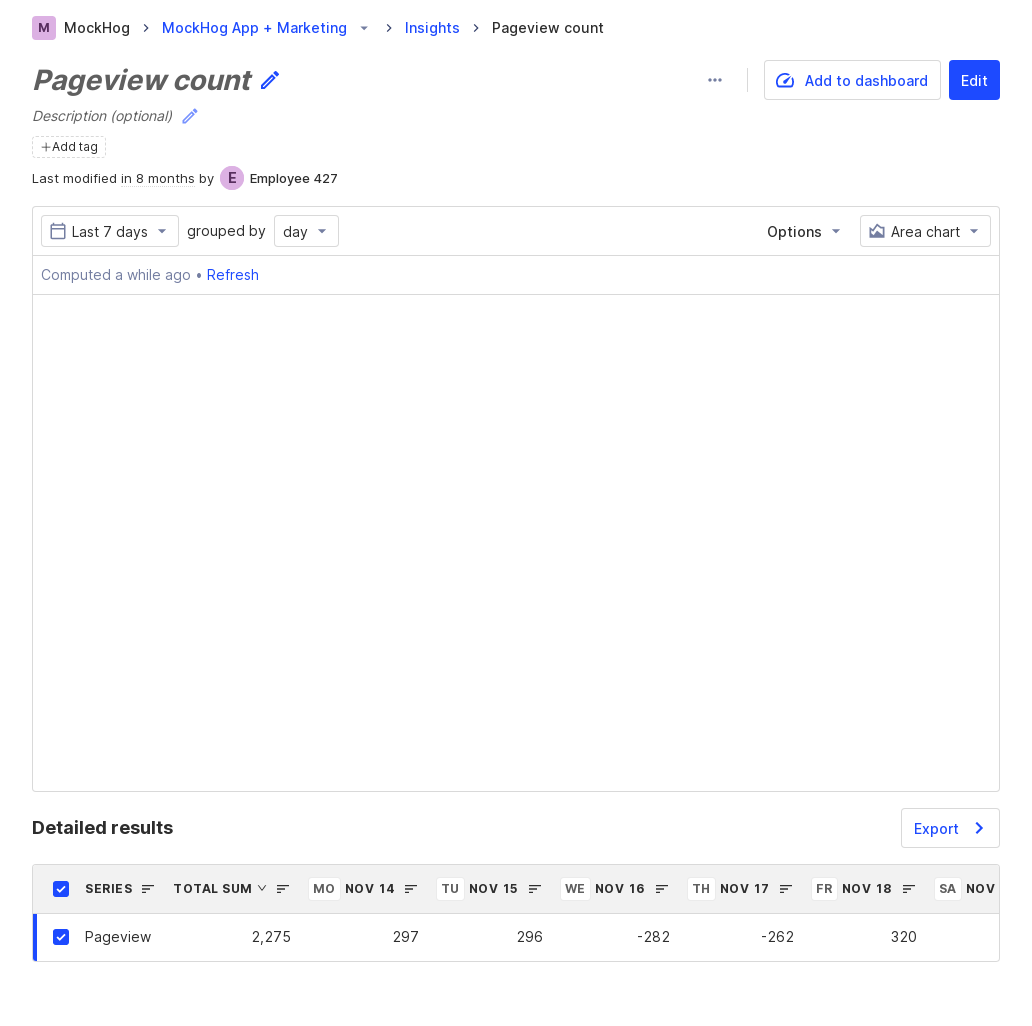 M MockHog > MockHog App + Marketing > Insights > Pageview count
Pageview count
Add to dashboard
Edit
Description (optional)
+Add tag
Last modified in 8 months by E Employee 427
Last 7 days grouped by day
Options
Area chart
Computed a while ago • Refresh
Detailed results
Export
SERIES TOTAL SUM MO NOV 14 TU NOV 15 WE NOV 16 TH NOV 17 FR NOV 18 SA NOV
Pageview 2,275 297 296 -282 -262 320